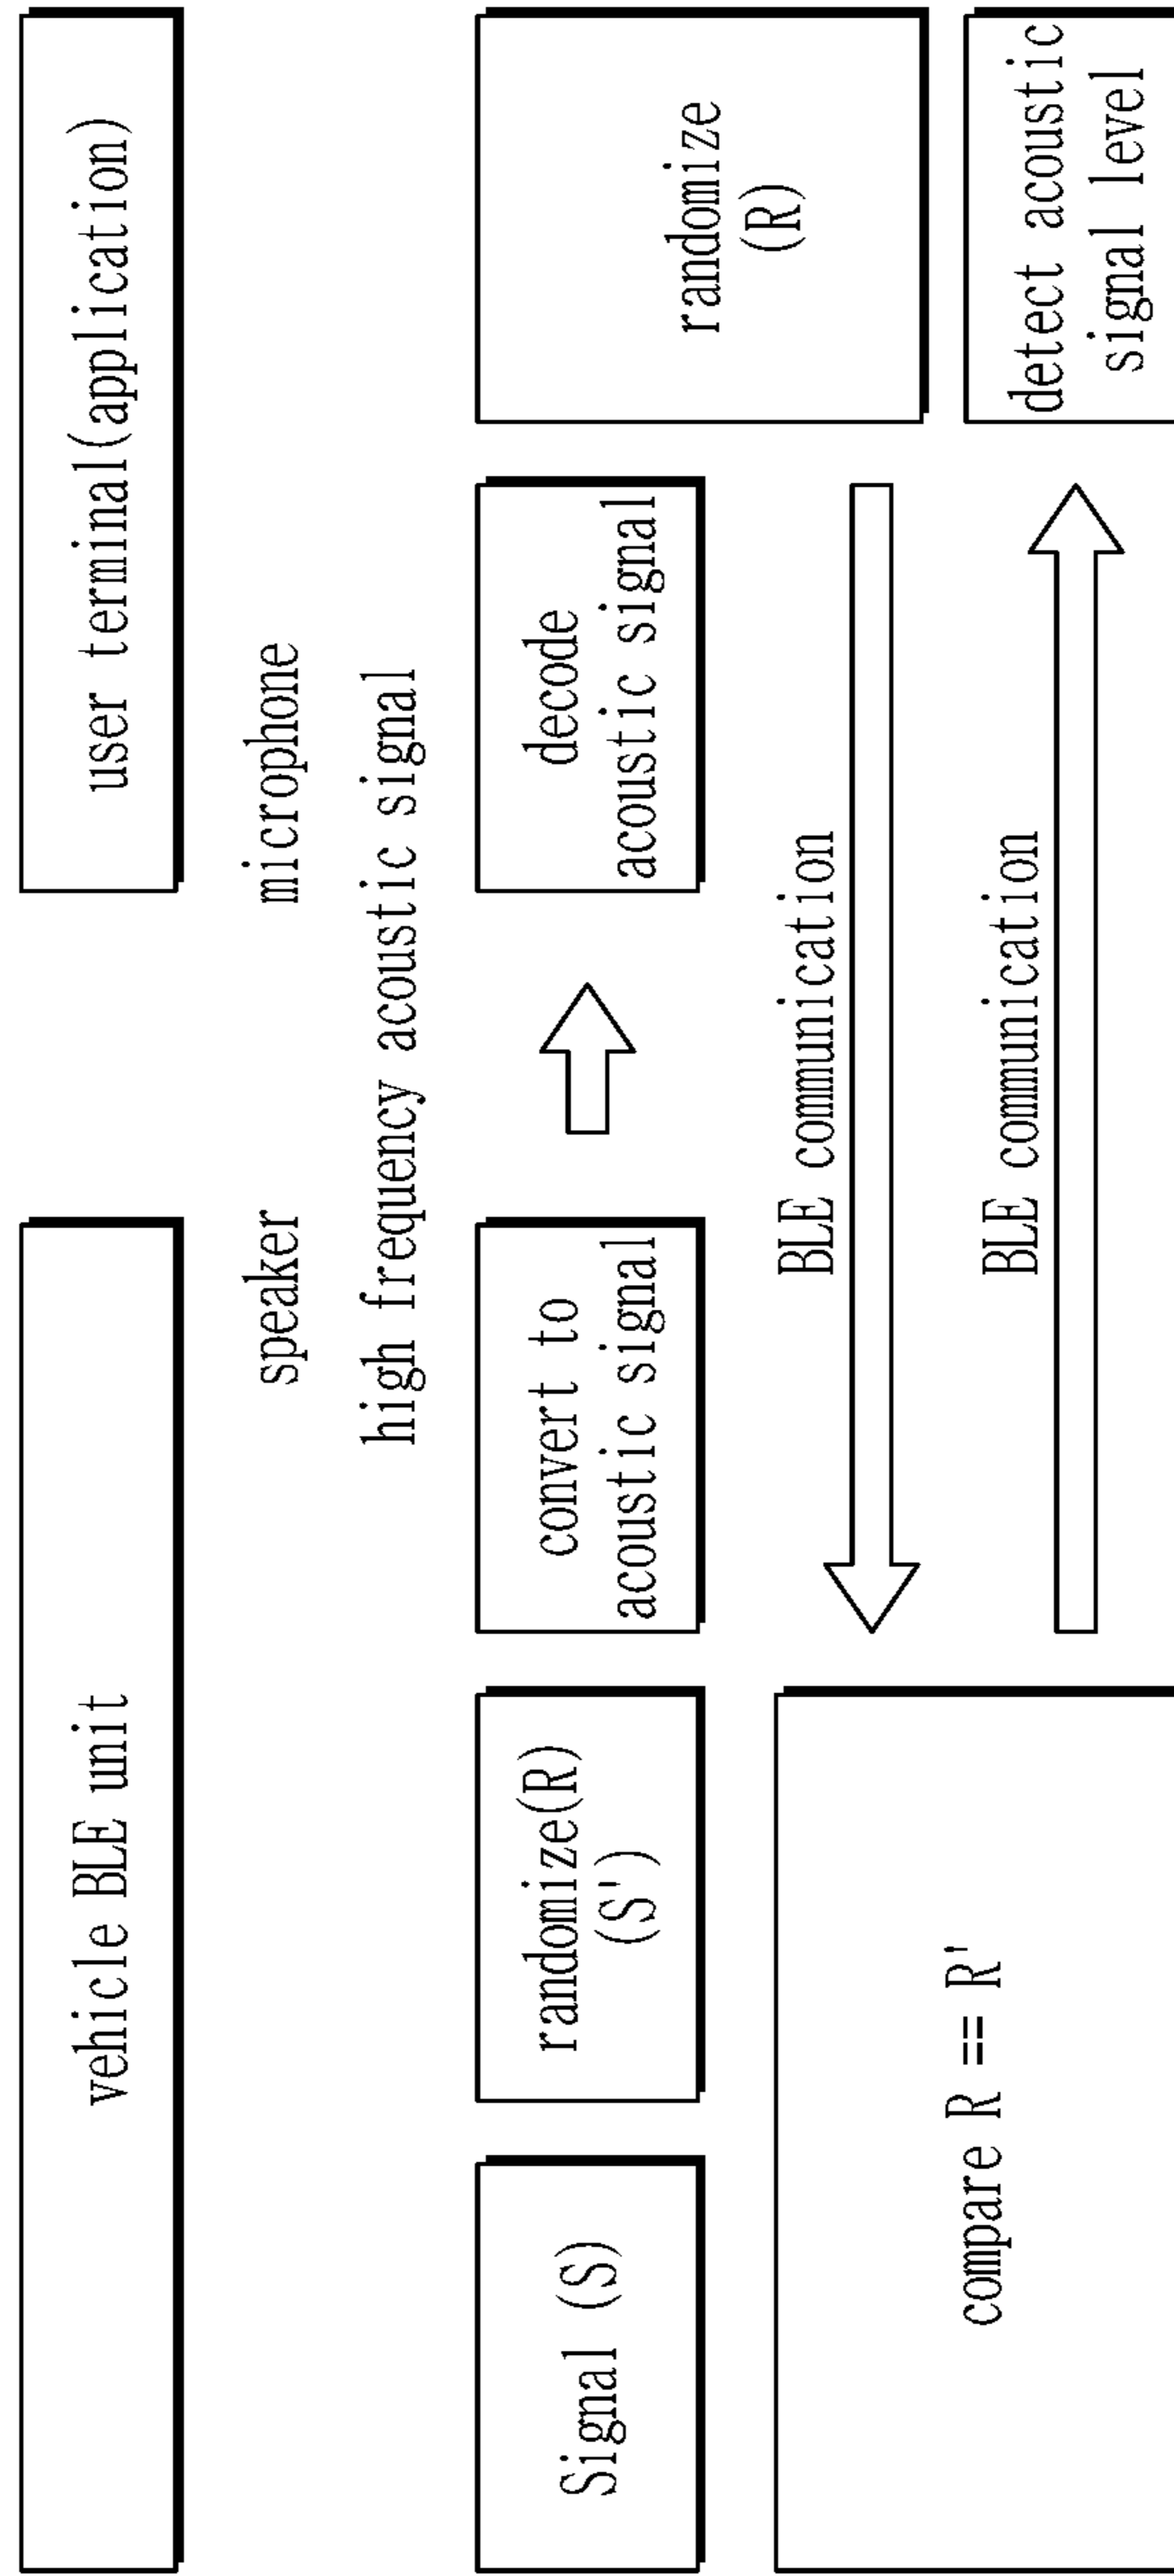 vehicle BLE unit
user terminal(application)
speaker
microphone
high frequency acoustic signal
Signal (S)
randomize(R)
(S')
convert to
acoustic signal
decode
acoustic signal
randomize
(R)
BLE communication
compare R == R'
BLE communication
detect acoustic
signal level